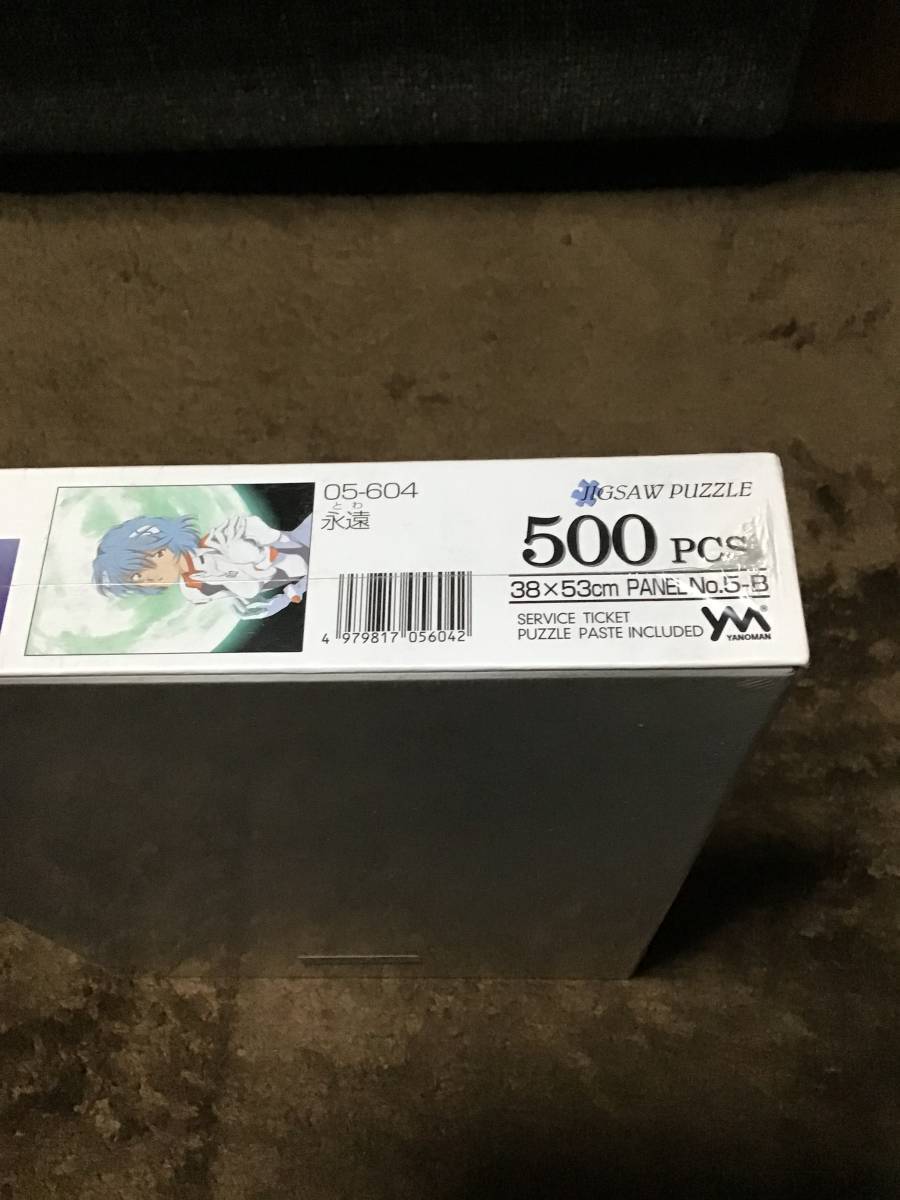 05-604
とわ
永遠
4 979817 056042
JIGSAW PUZZLE
500 PCS
38×53cm PANEL No.5-B
SERVICE TICKET
PUZZLE PASTE INCLUDED
YM®
YANOMAN